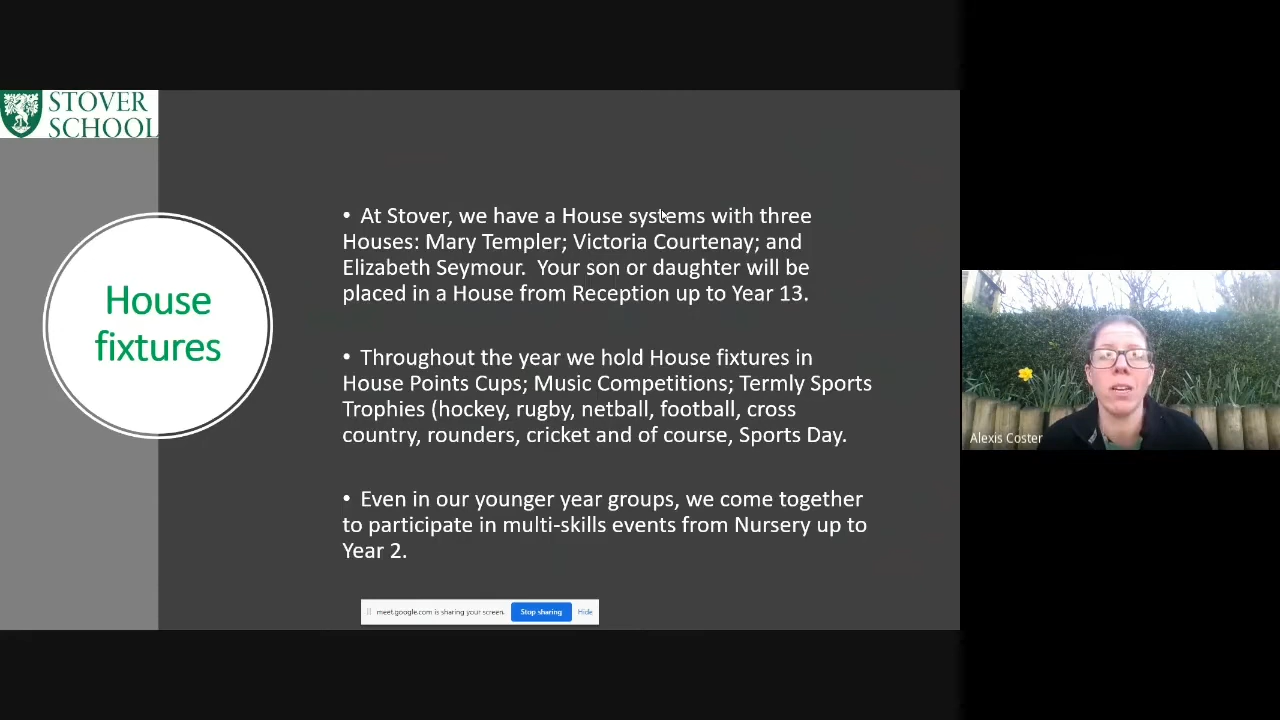 STOVER
SCHOOL
House
fixtures
• At Stover, we have a House systems with three
Houses: Mary Templer; Victoria Courtenay; and
Elizabeth Seymour.  Your son or daughter will be
placed in a House from Reception up to Year 13.
• Throughout the year we hold House fixtures in
House Points Cups; Music Competitions; Termly Sports
Trophies (hockey, rugby, netball, football, cross
country, rounders, cricket and of course, Sports Day.
• Even in our younger year groups, we come together
to participate in multi-skills events from Nursery up to
Year 2.
meet.google.com is sharing your screen. Stop sharing Hide
Alexis Coster